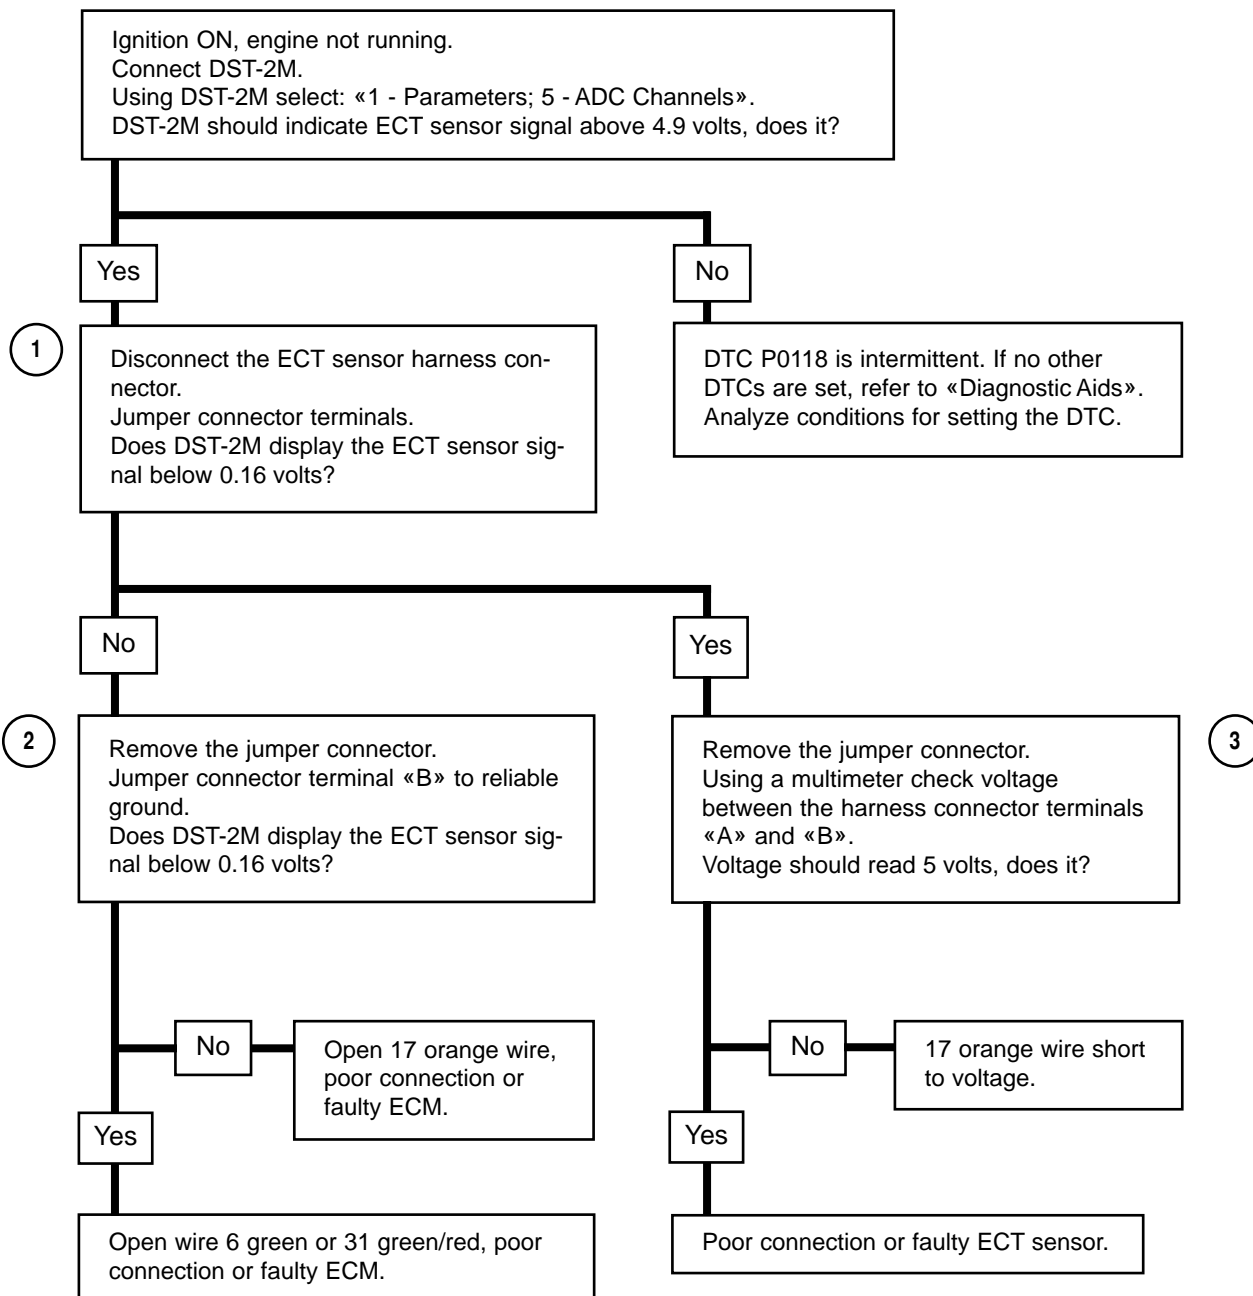 Ignition ON, engine not running.
Connect DST-2M.
Using DST-2M select: «1 - Parameters; 5 - ADC Channels».
DST-2M should indicate ECT sensor signal above 4.9 volts, does it?
Yes
No
1
Disconnect the ECT sensor harness con-
nector.
Jumper connector terminals.
Does DST-2M display the ECT sensor sig-
nal below 0.16 volts?
DTC P0118 is intermittent. If no other
DTCs are set, refer to «Diagnostic Aids».
Analyze conditions for setting the DTC.
No
Yes
2
Remove the jumper connector.
Jumper connector terminal «B» to reliable
ground.
Does DST-2M display the ECT sensor sig-
nal below 0.16 volts?
Remove the jumper connector.
Using a multimeter check voltage
between the harness connector terminals
«A» and «B».
Voltage should read 5 volts, does it?
3
No
Open 17 orange wire,
poor connection or
faulty ECM.
No
17 orange wire short
to voltage.
Yes
Yes
Open wire 6 green or 31 green/red, poor
connection or faulty ECM.
Poor connection or faulty ECT sensor.